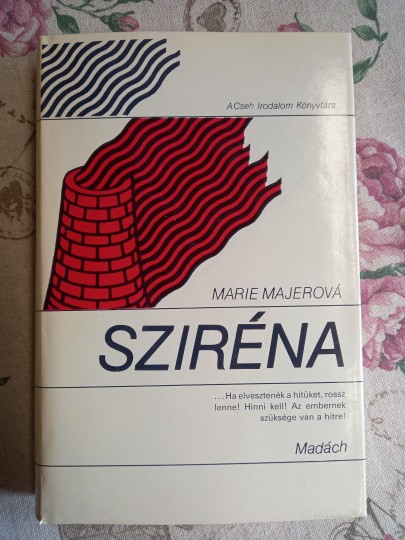 A Cseh Irodalom Könyvtára
MARIE MAJEROVÁ
SZIRÉNA
...Ha elvesztenék a hitüket, rossz
lenne! Hinni kell! Az embernek
szüksége van a hitre!
Madách